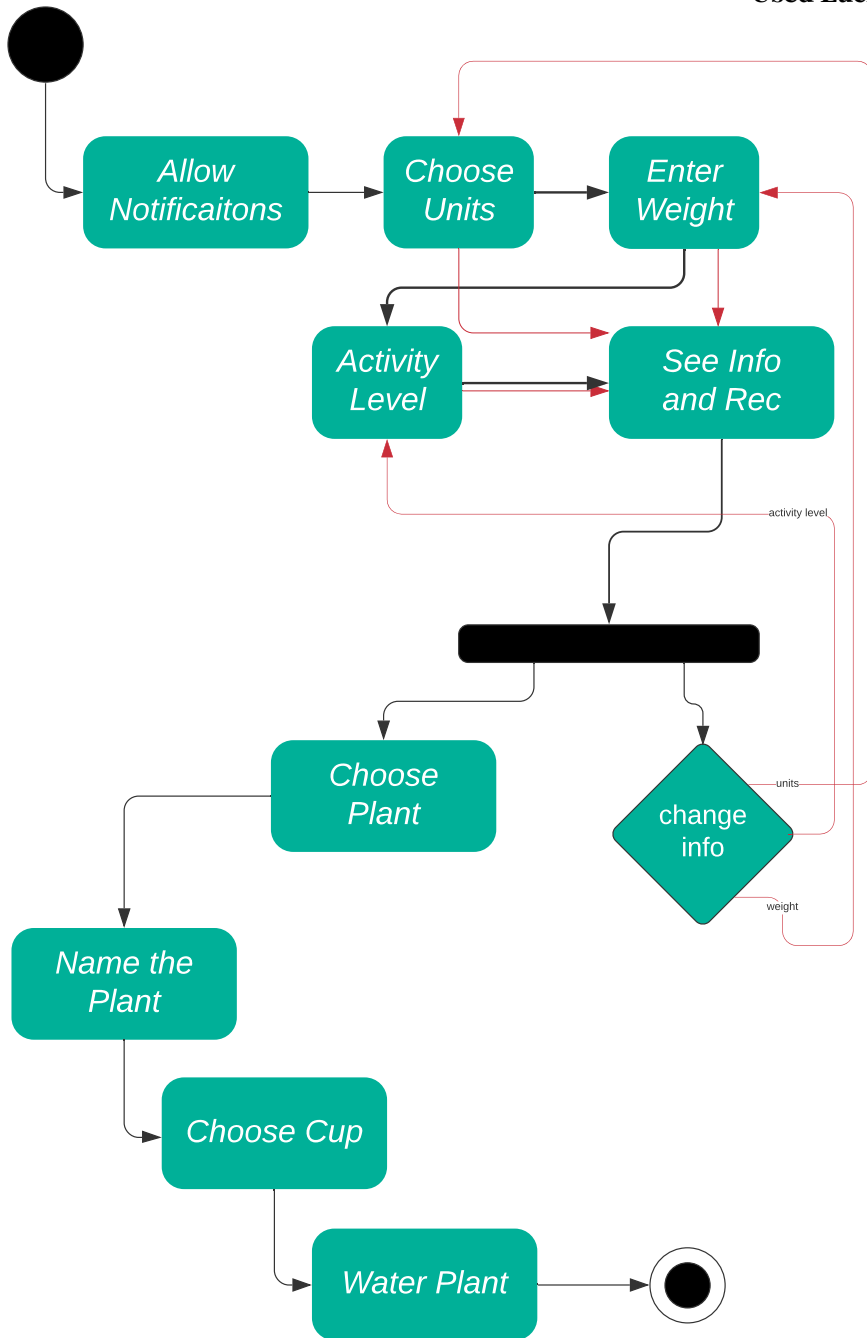 Allow
Notificaitons
Choose
Units
Enter
Weight
Activity
Level
See Info
and Rec
activity level
Choose
Plant
change
info
units
weight
Name the
Plant
Choose Cup
Water Plant